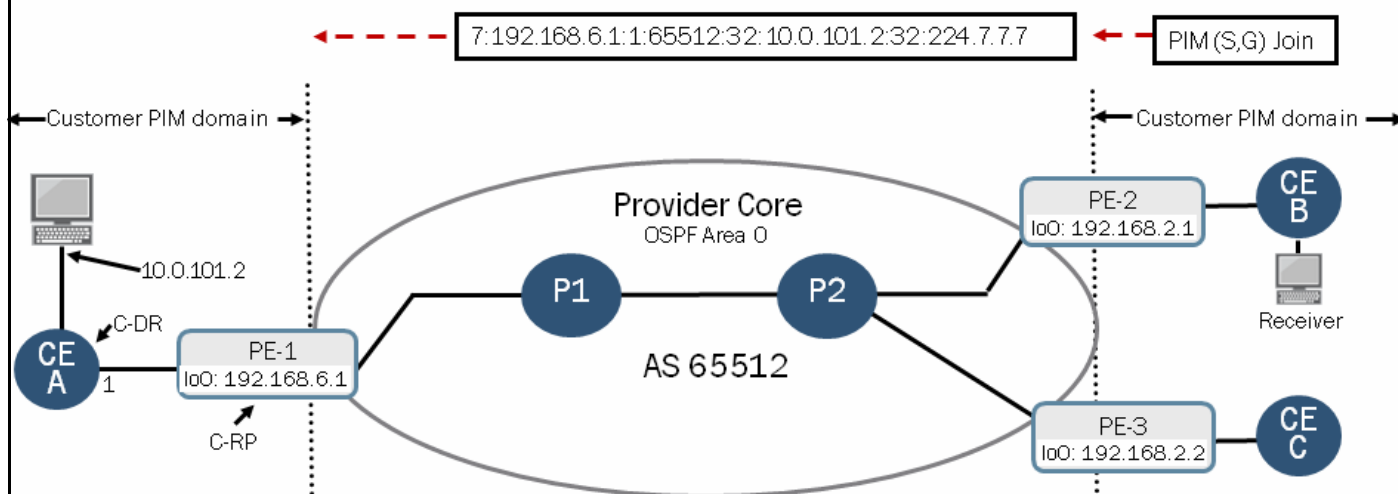 7:192.168.6.1:1:65512:32:10.0.101.2:32:224.7.7.7
PIM (S,G) Join
Customer PIM domain
Customer PIM domain
Provider Core
OSPF Area 0
PE-2
lo0: 192.168.2.1
CE
B
10.0.101.2
P1
P2
Receiver
C-DR
CE
A
1
PE-1
lo0: 192.168.6.1
AS 65512
C-RP
PE-3
lo0: 192.168.2.2
CE
C